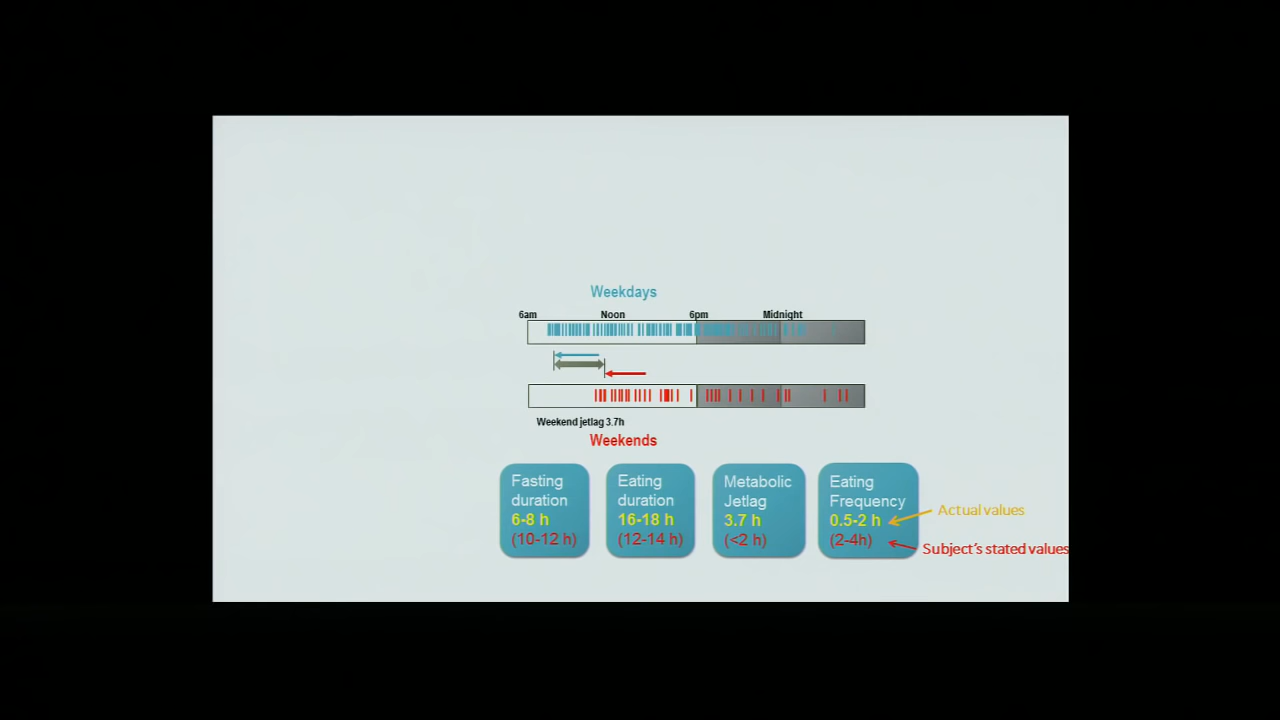 Weekdays
6am Noon 6pm Midnight
Weekend jetlag 3.7h
Weekends
Fasting
duration
6-8 h
(10-12 h)
Eating
duration
16-18 h
(12-14 h)
Metabolic
Jetlag
3.7 h
(<2 h)
Eating
Frequency
0.5-2 h
(2-4h)
Actual values
Subject's stated values